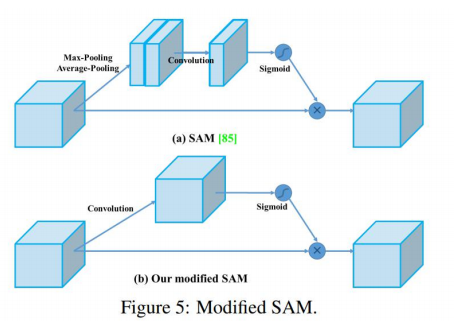 Max-Pooling
Average-Pooling
Convolution
Sigmoid
×
(a) SAM [85]
Convolution
Sigmoid
×
(b) Our modified SAM
Figure 5: Modified SAM.